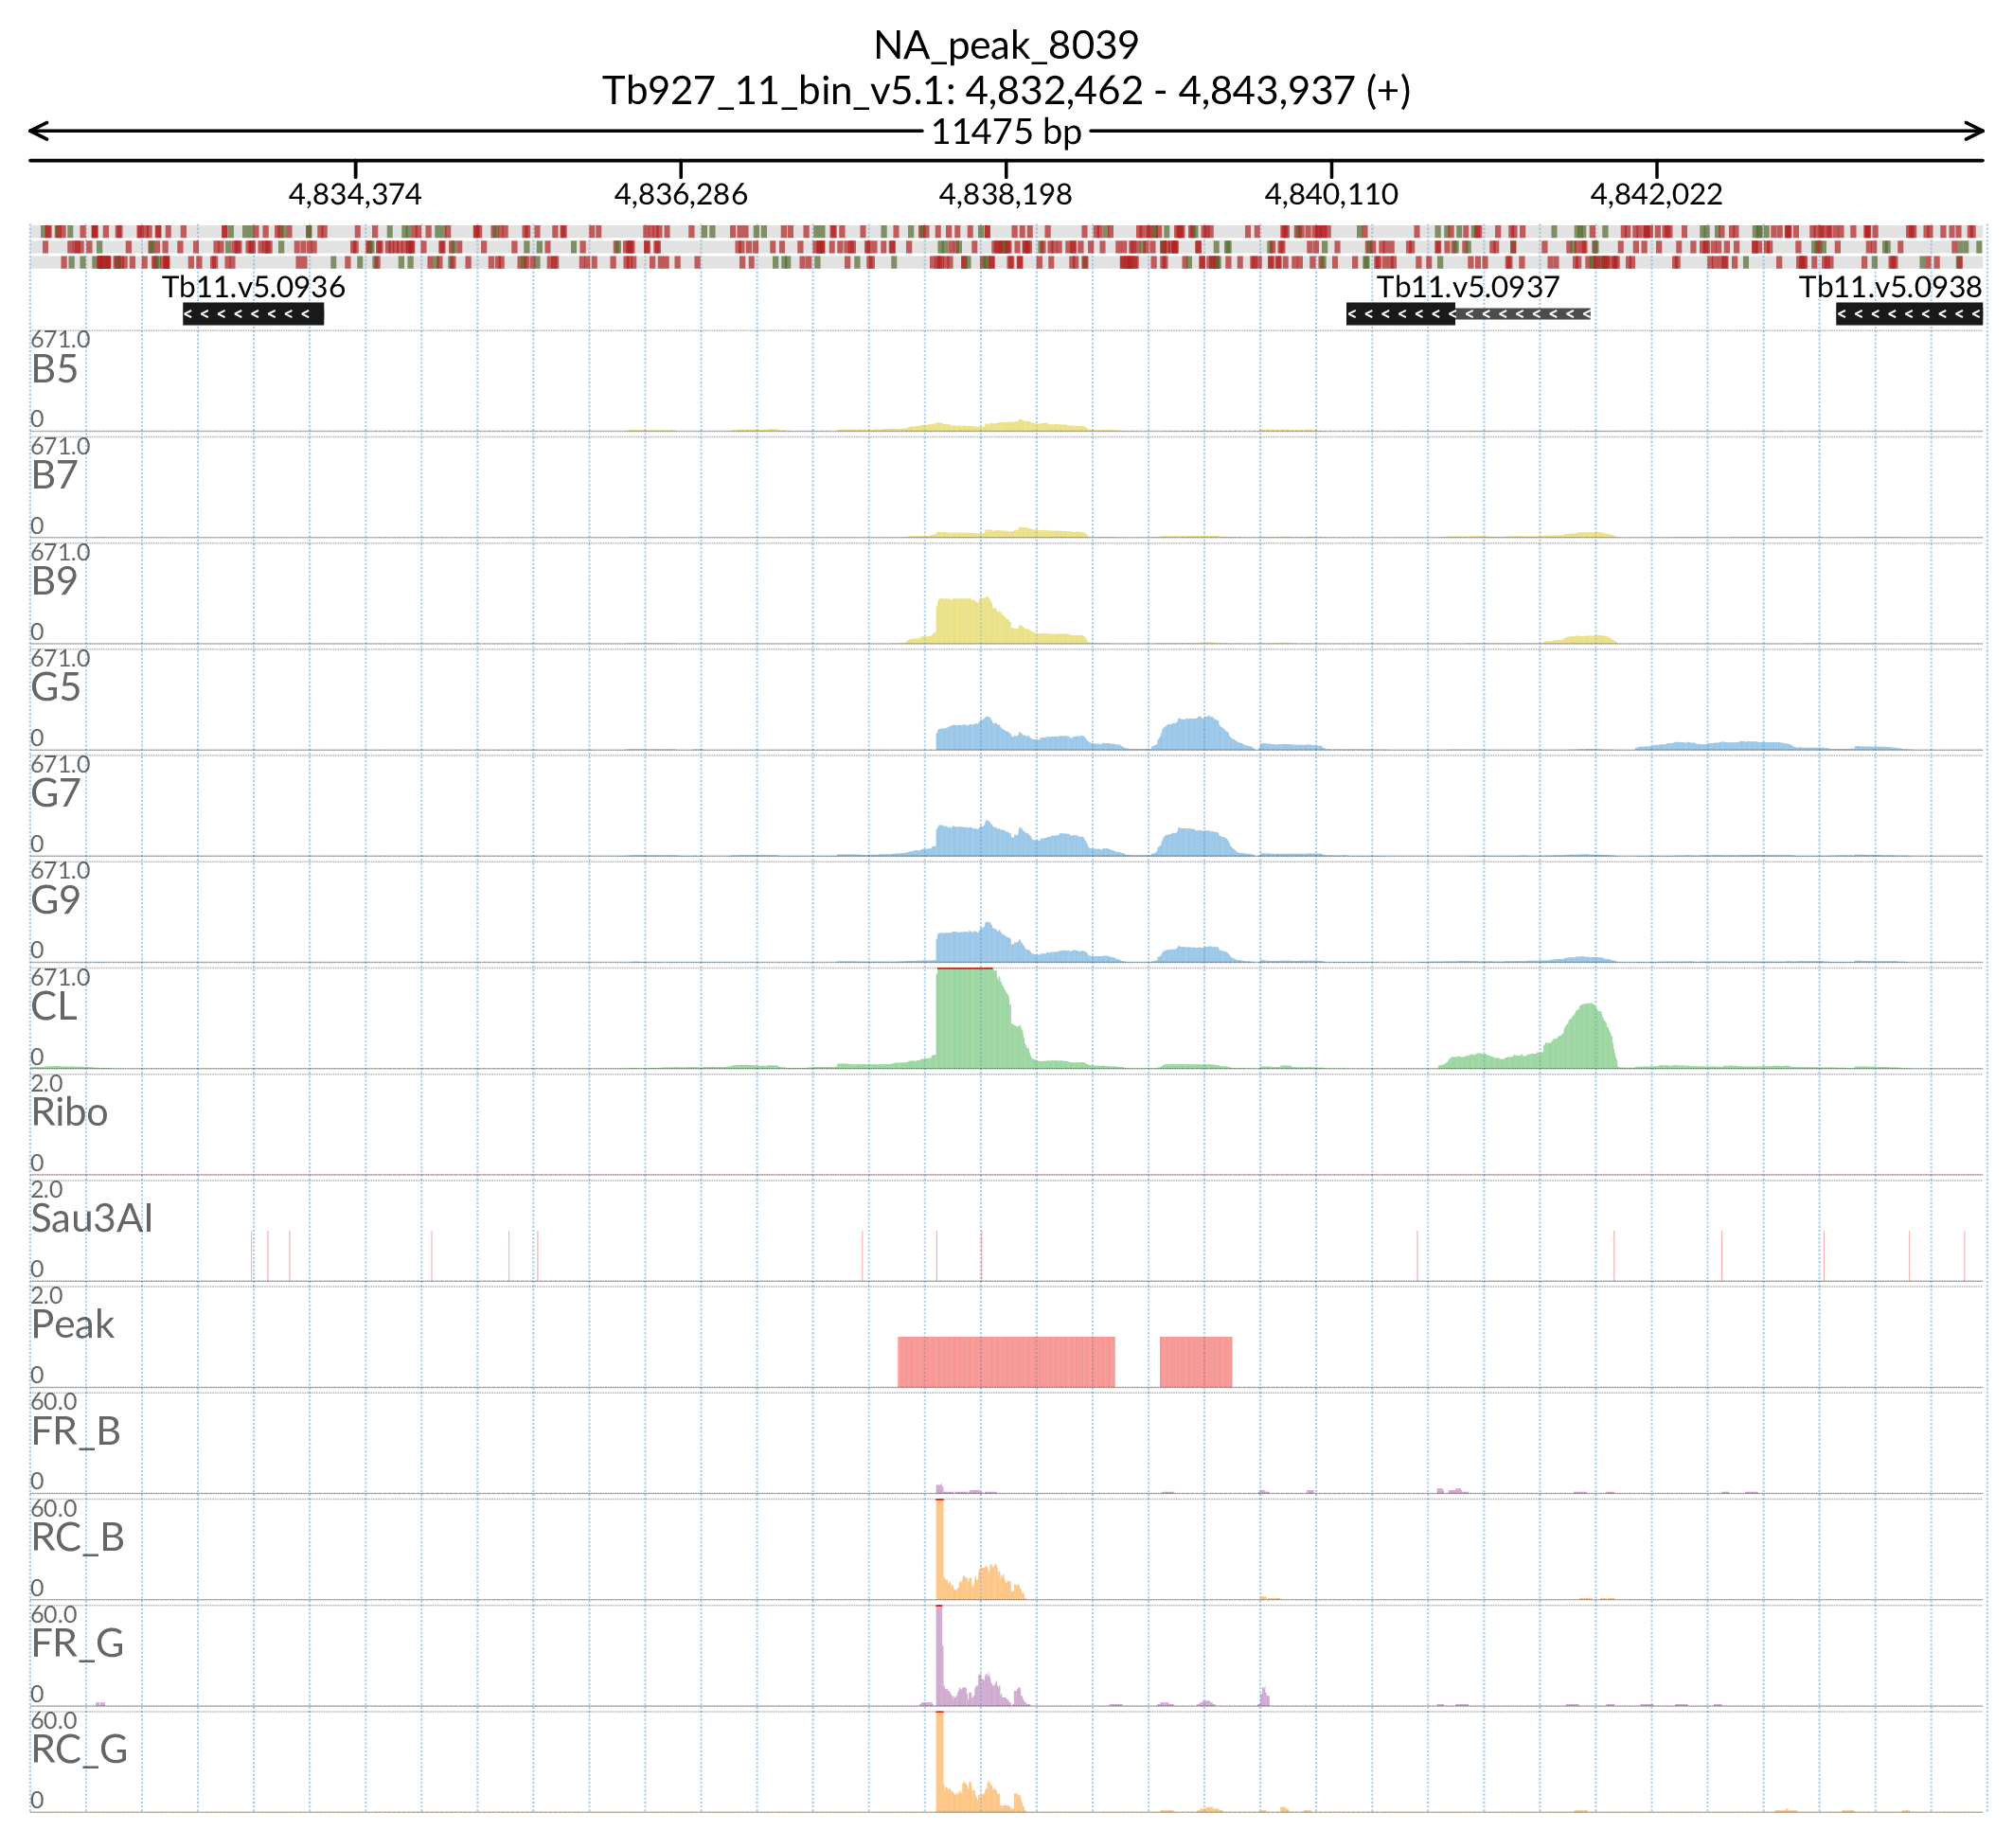 NA_peak_8039
Tb927_11_bin_v5.1: 4,832,462 - 4,843,937 (+)
11475 bp
4,834,374 4,836,286 4,838,198 4,840,110 4,842,022
Tb11.v5.0936 Tb11.v5.0937 Tb11.v5.0938
671.0
B5
0
671.0
B7
0
671.0
B9
0
671.0
G5
0
671.0
G7
0
671.0
G9
0
671.0
CL
0
2.0
Ribo
0
2.0
Sau3AI
0
2.0
Peak
0
60.0
FR_B
0
60.0
RC_B
0
60.0
FR_G
0
60.0
RC_G
0